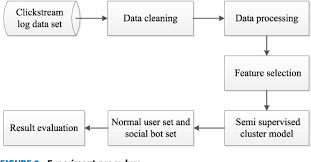 Clickstream
log data set
Data cleaning
Data processing
Feature selection
Semi supervised
cluster model
Normal user set and
social bot set
Result evaluation